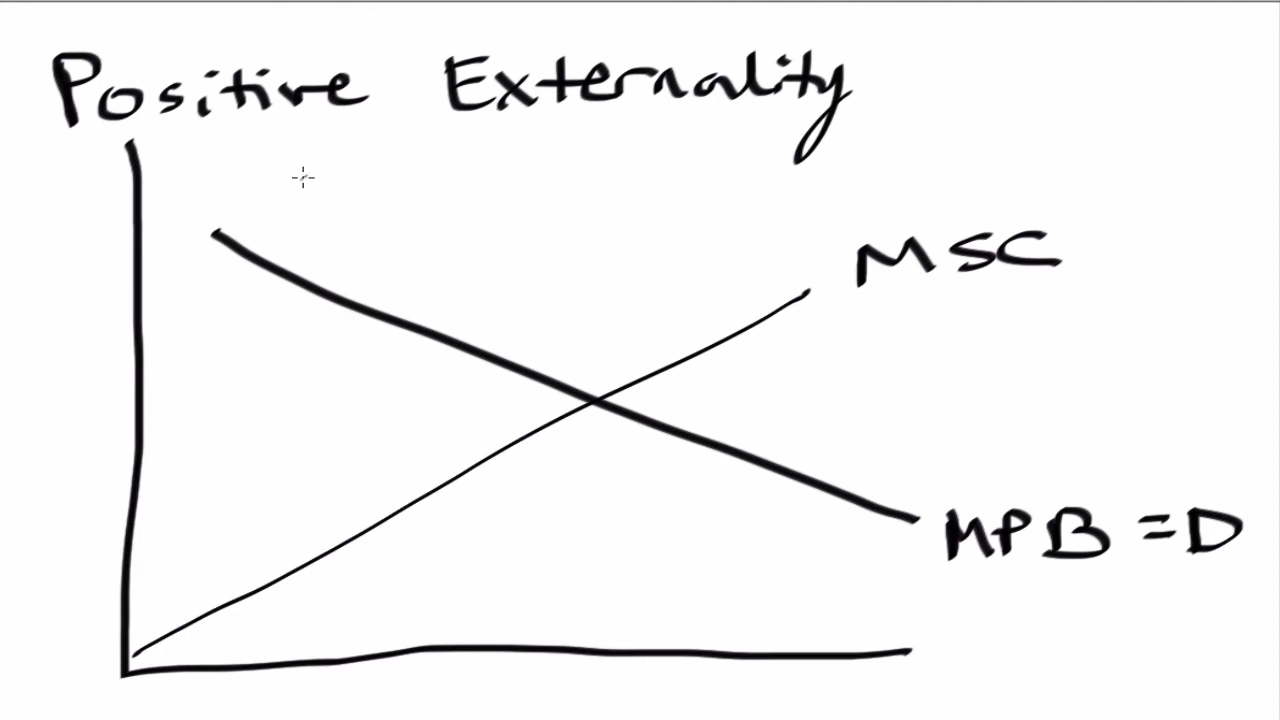 Positive Externality
MSC
MPB = D